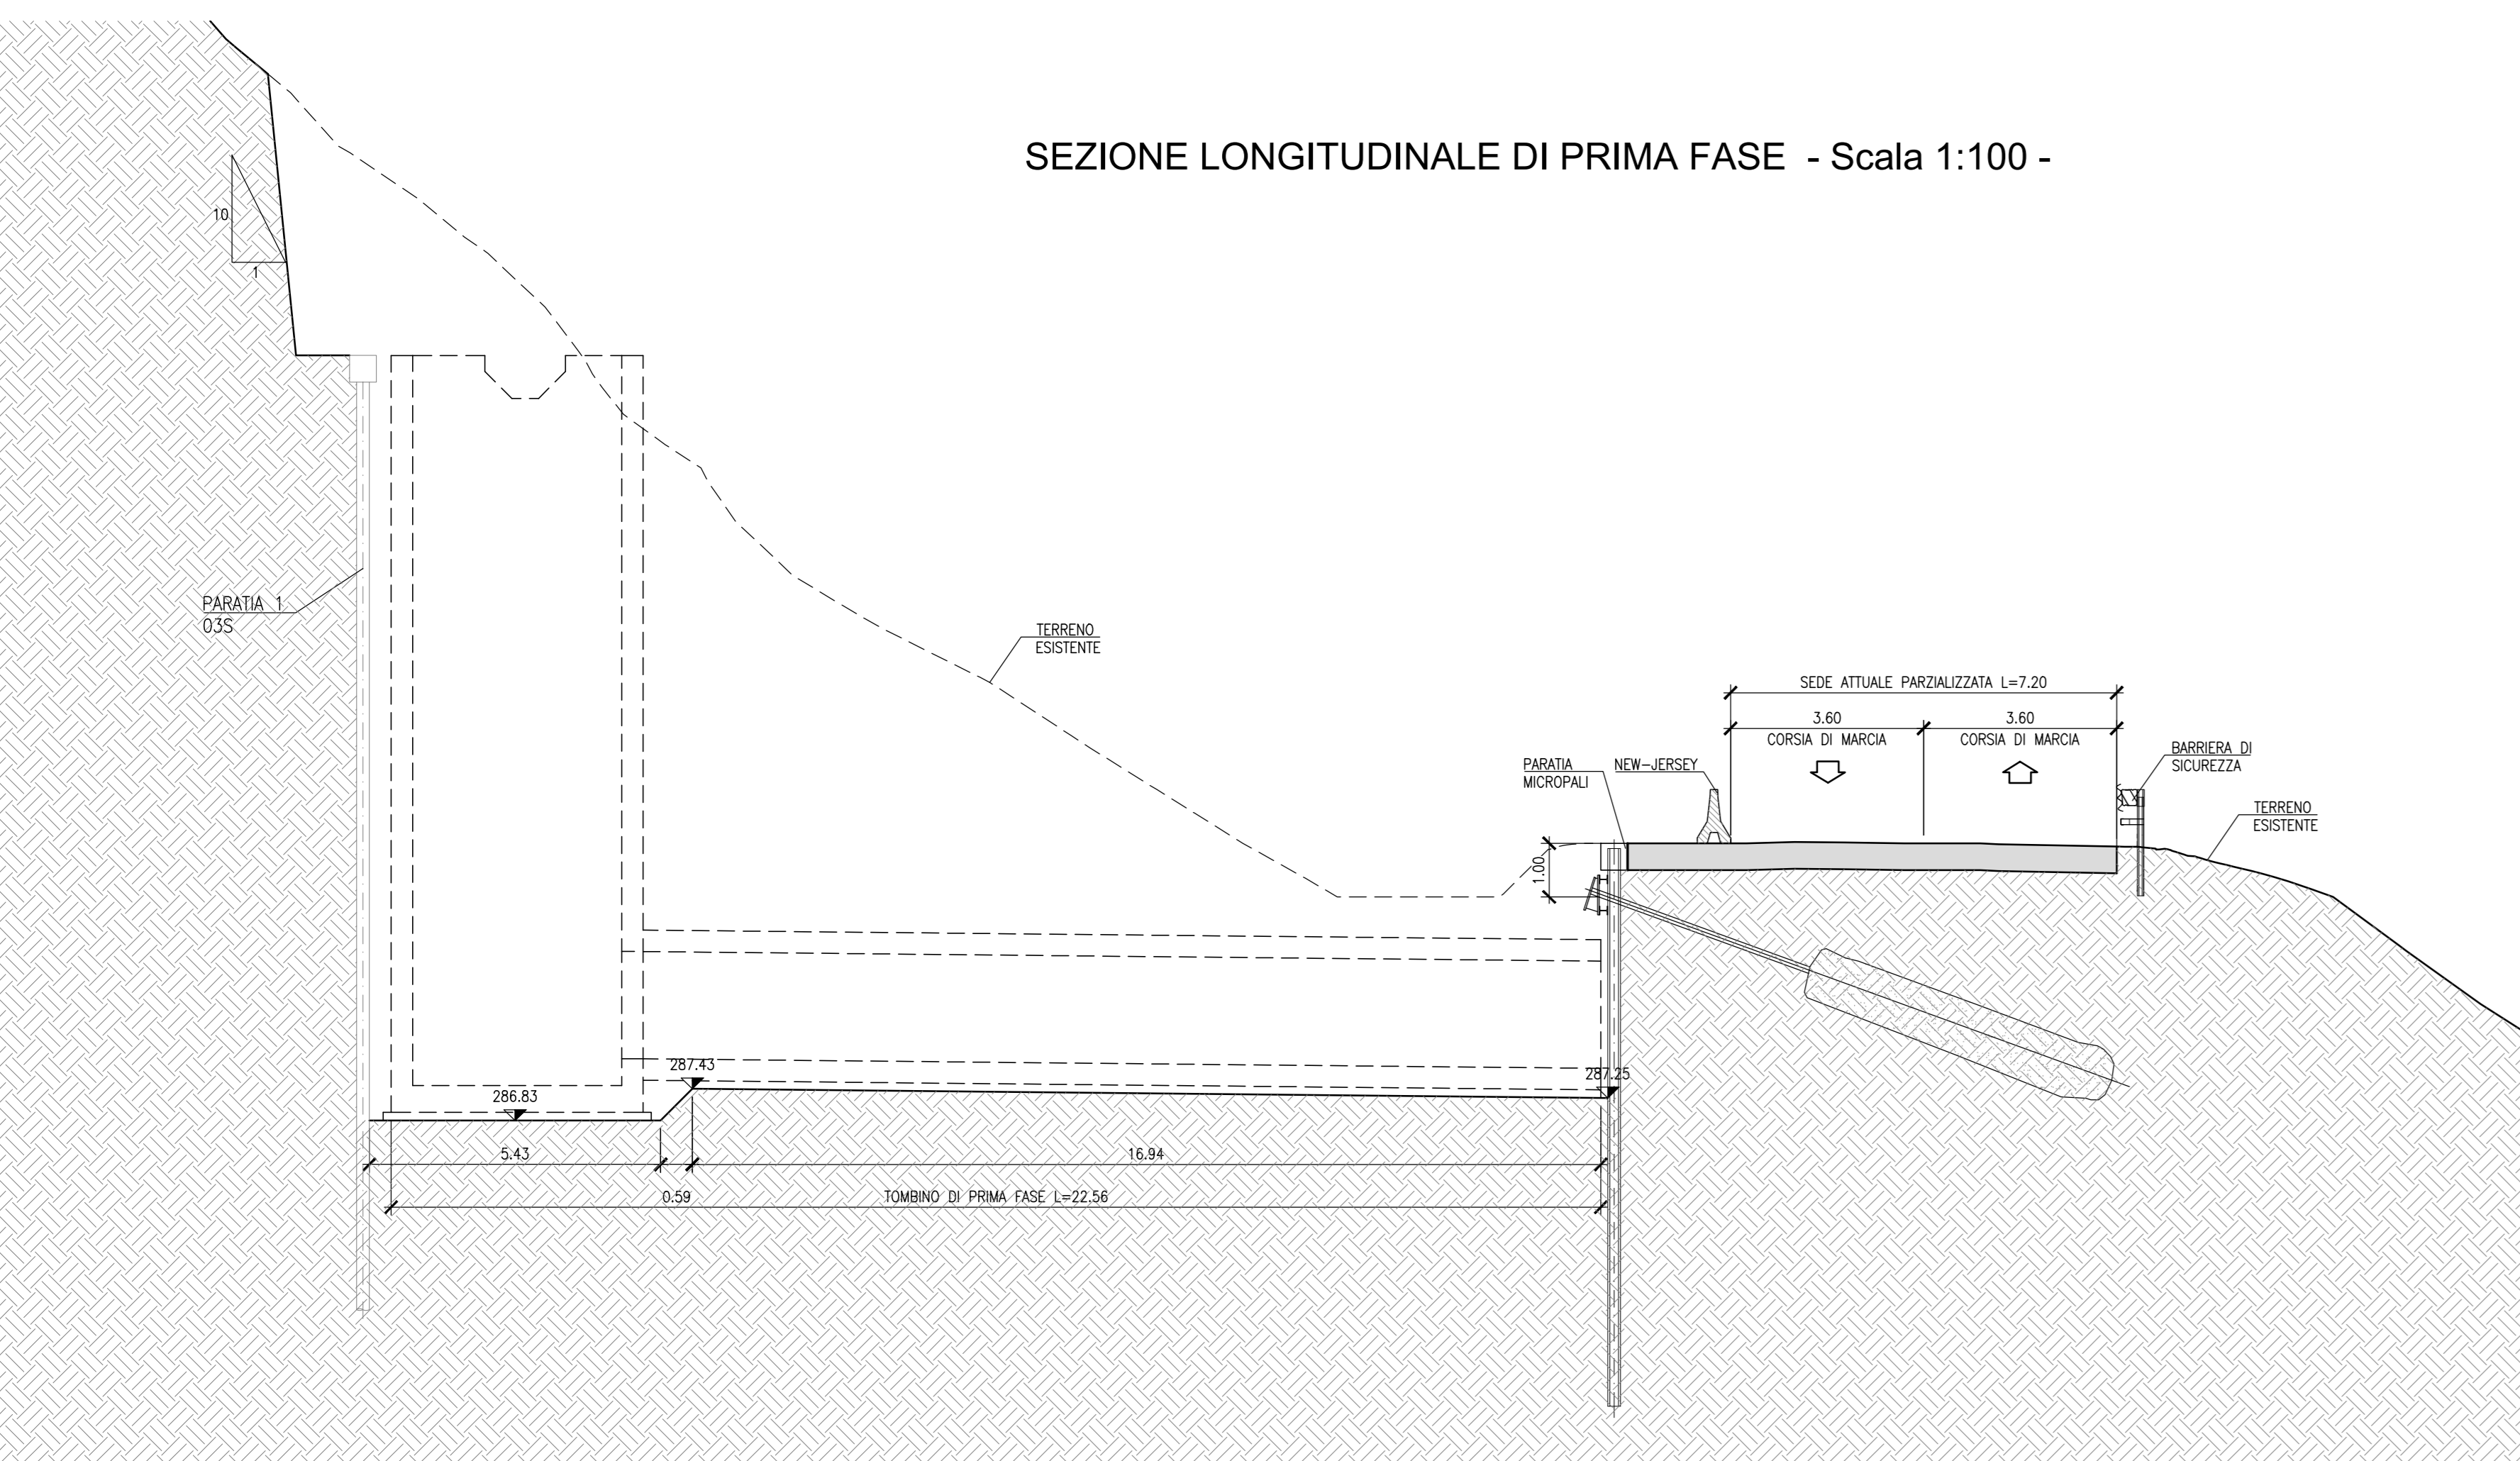 SEZIONE LONGITUDINALE DI PRIMA FASE - Scala 1:100 -
10
1
PARATIA 1
03S
TERRENO
ESISTENTE
SEDE ATTUALE PARZIALIZZATA L=7.20
3.60
3.60
CORSIA DI MARCIA
CORSIA DI MARCIA
PARATIA
MICROPALI
NEW-JERSEY
BARRIERA DI
SICUREZZA
TERRENO
ESISTENTE
1.00
287.43
287.25
286.83
5.43
16.94
0.59
TOMBINO DI PRIMA FASE L=22.56